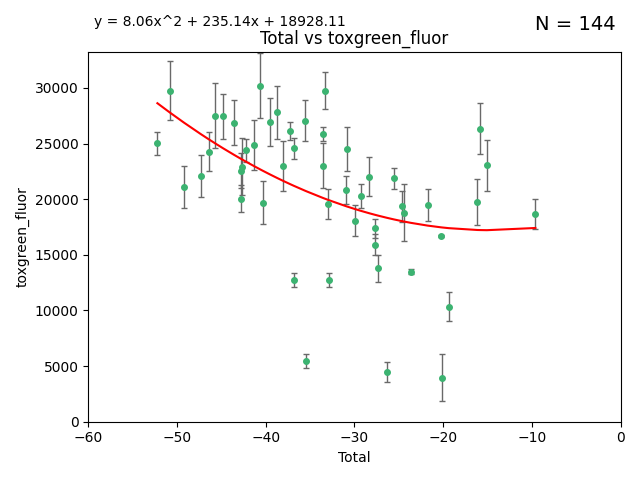 y = 8.06x^2 + 235.14x + 18928.11
N = 144
Total vs toxgreen_fluor
toxgreen_fluor
30000
25000
20000
15000
10000
5000
0
−60
−50
−40
−30
−20
−10
0
Total